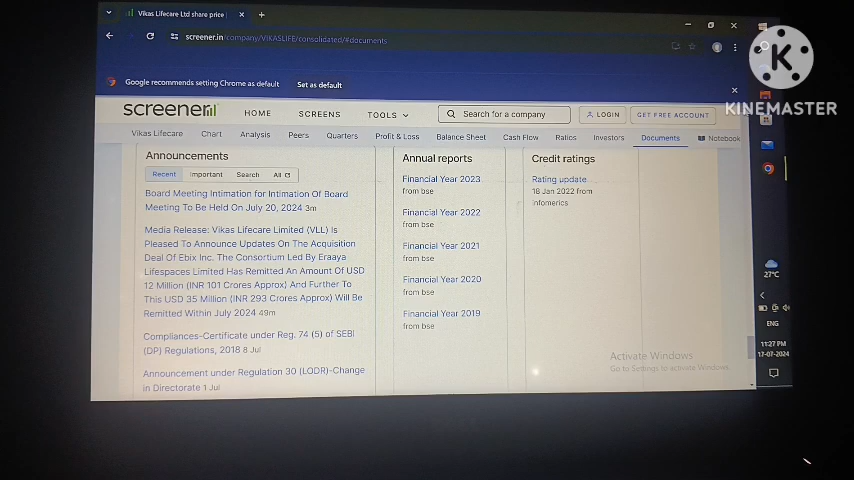 Vikas Lifecare Ltd share price
screener.in/company/VIKASLIFE/consolidated/#documents
Google recommends setting Chrome as default
Set as default
screener
HOME
SCREENS
TOOLS
Search for a company
LOGIN
GET FREE ACCOUNT
KINEMASTER
Vikas Lifecare
Chart
Analysis
Peers
Quarters
Profit & Loss
Balance Sheet
Cash Flow
Ratios
Investors
Documents
Notebook
Announcements
Recent
Important
Search
All
Board Meeting Intimation for Intimation Of Board
Meeting To Be Held On July 20, 2024 3m
Media Release: Vikas Lifecare Limited (VLL) Is
Pleased To Announce Updates On The Acquisition
Deal Of Ebix Inc. The Consortium Led By Eraaya
Lifespaces Limited Has Remitted An Amount Of USD
12 Million (INR 101 Crores Approx) And Further To
This USD 35 Million (INR 293 Crores Approx) Will Be
Remitted Within July 2024 49m
Compliances-Certificate under Reg. 74 (5) of SEBI
(DP) Regulations, 2018 8 Jul
Announcement under Regulation 30 (LODR)-Change
in Directorate 1 Jul
Annual reports
Financial Year 2023
from bse
Financial Year 2022
from bse
Financial Year 2021
from bse
Financial Year 2020
from bse
Financial Year 2019
from bse
Credit ratings
Rating update
18 Jan 2022 from
infomerics
Activate Windows
Go to Settings to activate Windows.
27°C
ENG
11:27 PM
17-07-2024